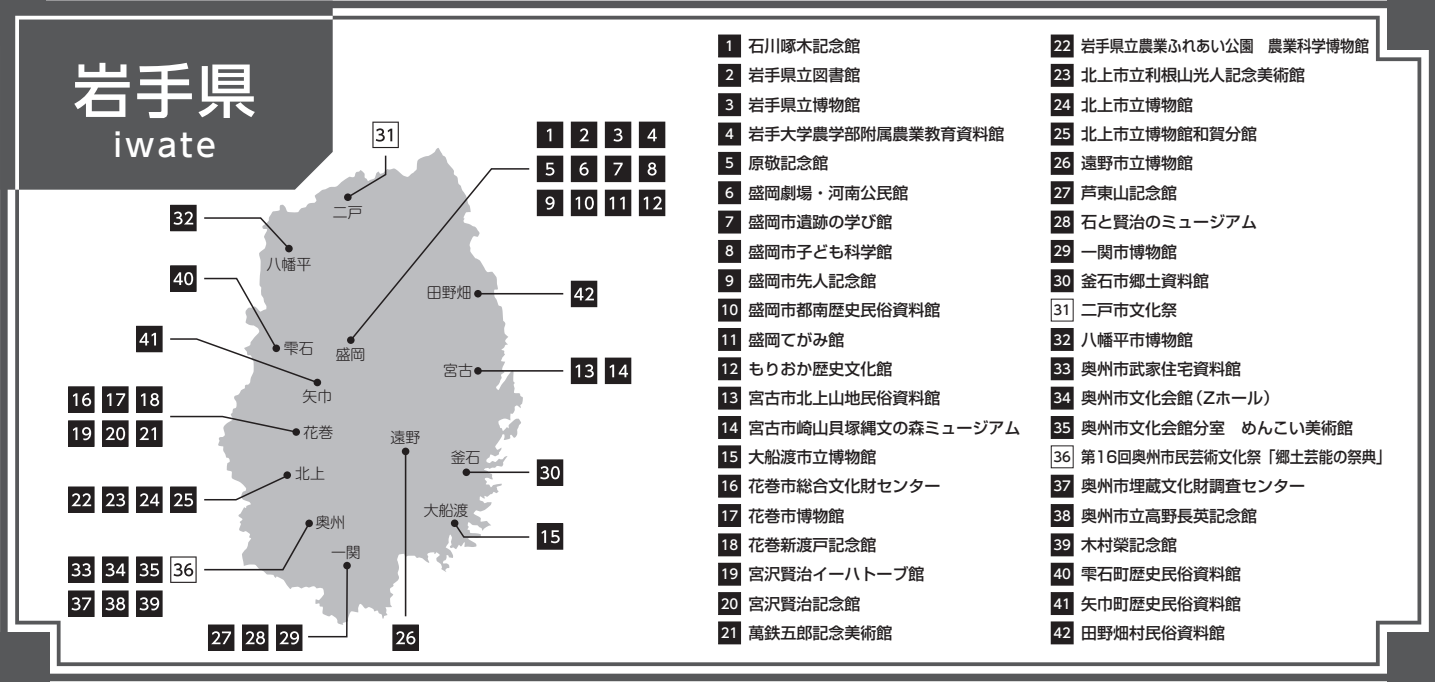 岩手県
iwate
31
1 2 3 4
5 6 7 8
9 10 11 12
32
二戸
八幡平
40
田野畑
42
41
雫石
盛岡
宮古
13 14
矢巾
16 17 18
19 20 21
花巻
遠野
釜石
30
北上
22 23 24 25
大船渡
15
奥州
一関
33 34 35 36
37 38 39
27 28 29
26
1 石川啄木記念館
2 岩手県立図書館
3 岩手県立博物館
4 岩手大学農学部附属農業教育資料館
5 原敬記念館
6 盛岡劇場・河南公民館
7 盛岡市遺跡の学び館
8 盛岡市子ども科学館
9 盛岡市先人記念館
10 盛岡市都南歴史民俗資料館
11 盛岡てがみ館
12 もりおか歴史文化館
13 宮古市北上山地民俗資料館
14 宮古市崎山貝塚縄文の森ミュージアム
15 大船渡市立博物館
16 花巻市総合文化財センター
17 花巻市博物館
18 花巻新渡戸記念館
19 宮沢賢治イーハトーブ館
20 宮沢賢治記念館
21 萬鉄五郎記念美術館
22 岩手県立農業ふれあい公園　農業科学博物館
23 北上市立利根山光人記念美術館
24 北上市立博物館
25 北上市立博物館和賀分館
26 遠野市立博物館
27 芦東山記念館
28 石と賢治のミュージアム
29 一関市博物館
30 釜石市郷土資料館
31 二戸市文化祭
32 八幡平市博物館
33 奥州市武家住宅資料館
34 奥州市文化会館（Zホール）
35 奥州市文化会館分室　めんこい美術館
36 第16回奥州市民芸術文化祭「郷土芸能の祭典」
37 奥州市埋蔵文化財調査センター
38 奥州市立高野長英記念館
39 木村榮記念館
40 雫石町歴史民俗資料館
41 矢巾町歴史民俗資料館
42 田野畑村民俗資料館